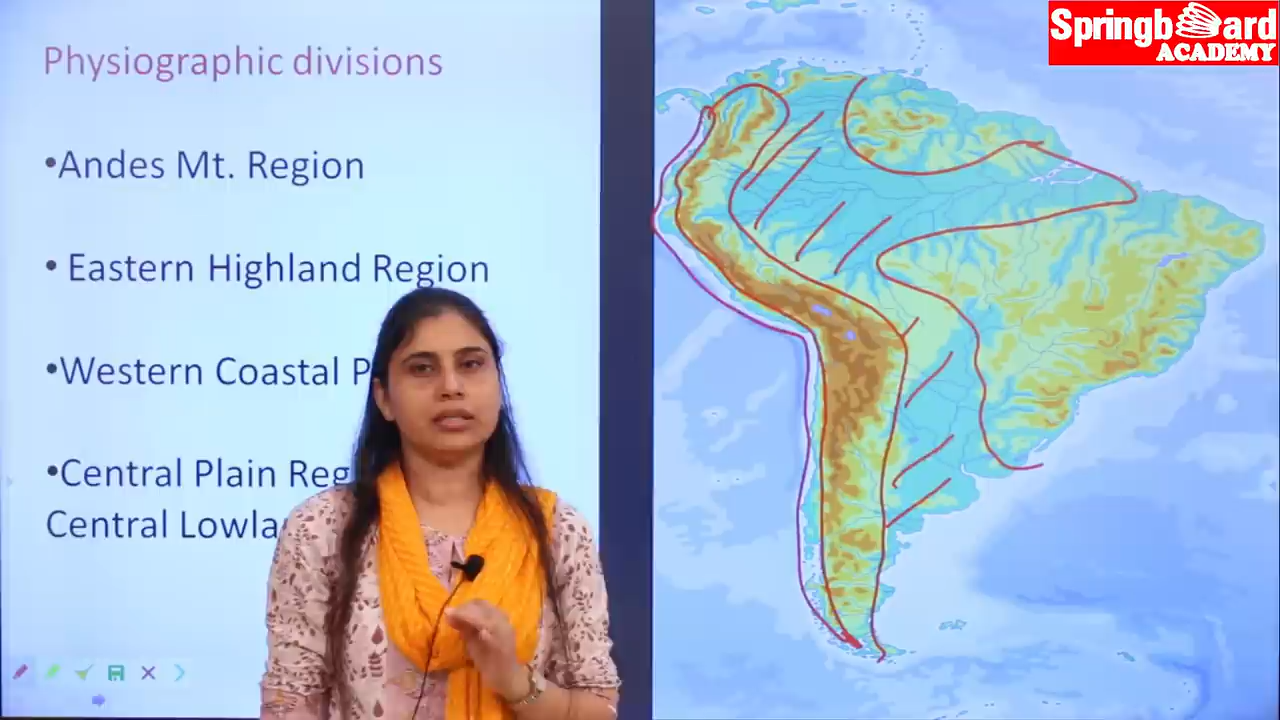 Physiographic divisions
•Andes Mt. Region
• Eastern Highland Region
•Western Coastal P
•Central Plain Reg
Central Lowla
Springboard
ACADEMY